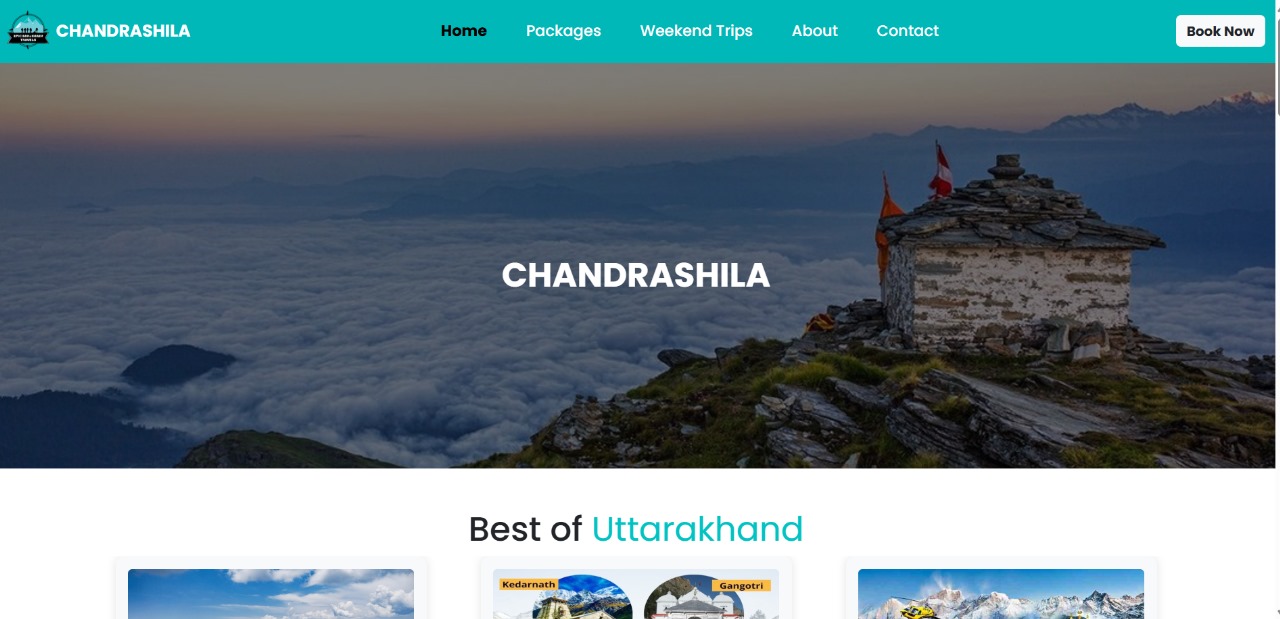 CHANDRASHILA
Home Packages Weekend Trips About Contact
Book Now
CHANDRASHILA
Best of Uttarakhand
Kedarnath
Gangotri